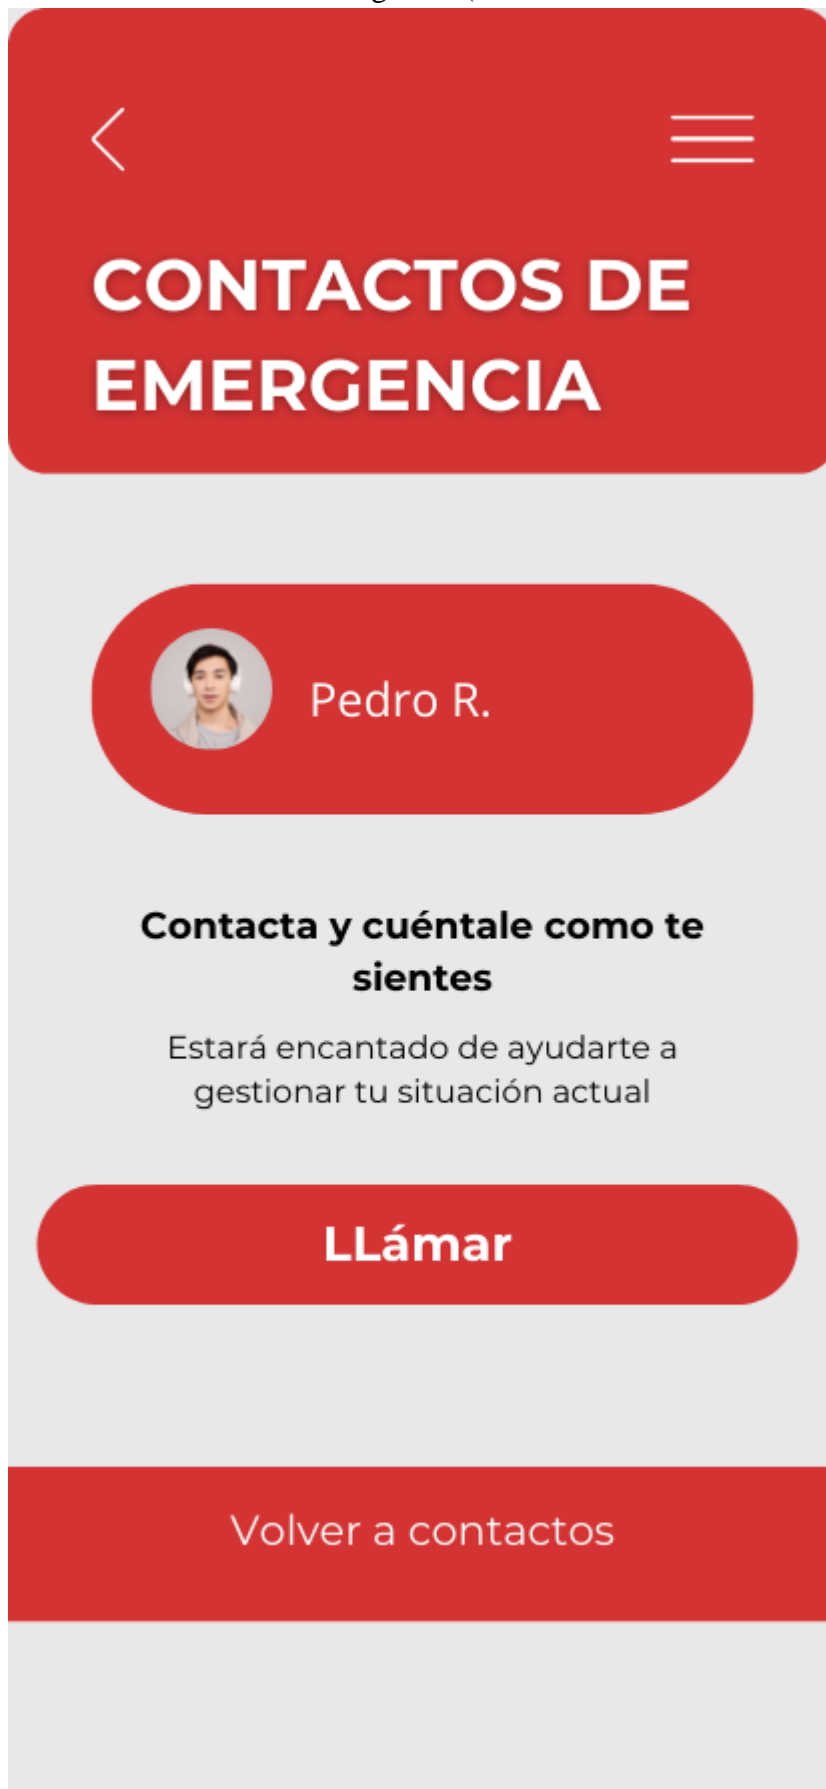 CONTACTOS DE
EMERGENCIA
Pedro R.
Contacta y cuéntale como te
sientes
Estará encantado de ayudarte a
gestionar tu situación actual
LLámar
Volver a contactos